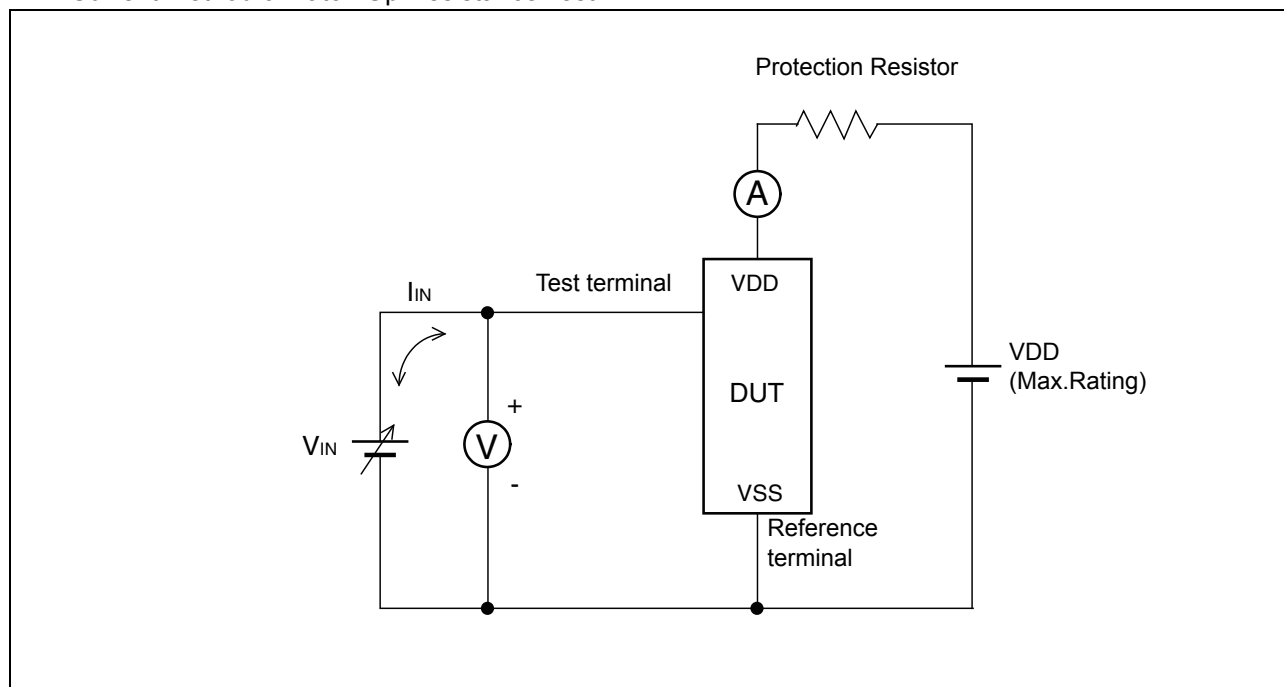 Protection Resistor
A
IIN
Test terminal
VDD
VDD
(Max.Rating)
DUT
VIN
+
V
-
VSS
Reference
terminal